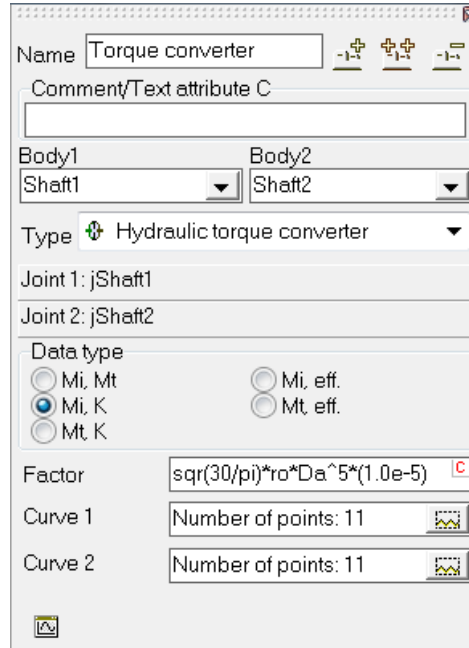 Name Torque converter
Comment/Text attribute C
Body1 Body2
Shaft1 Shaft2
Type Hydraulic torque converter
Joint 1: jShaft1
Joint 2: jShaft2
Data type
Mi, Mt Mi, eff.
Mi, K Mt, eff.
Mt, K
Factor sqr(30/pi)*ro*Da^5*(1.0e-5) C
Curve 1 Number of points: 11
Curve 2 Number of points: 11